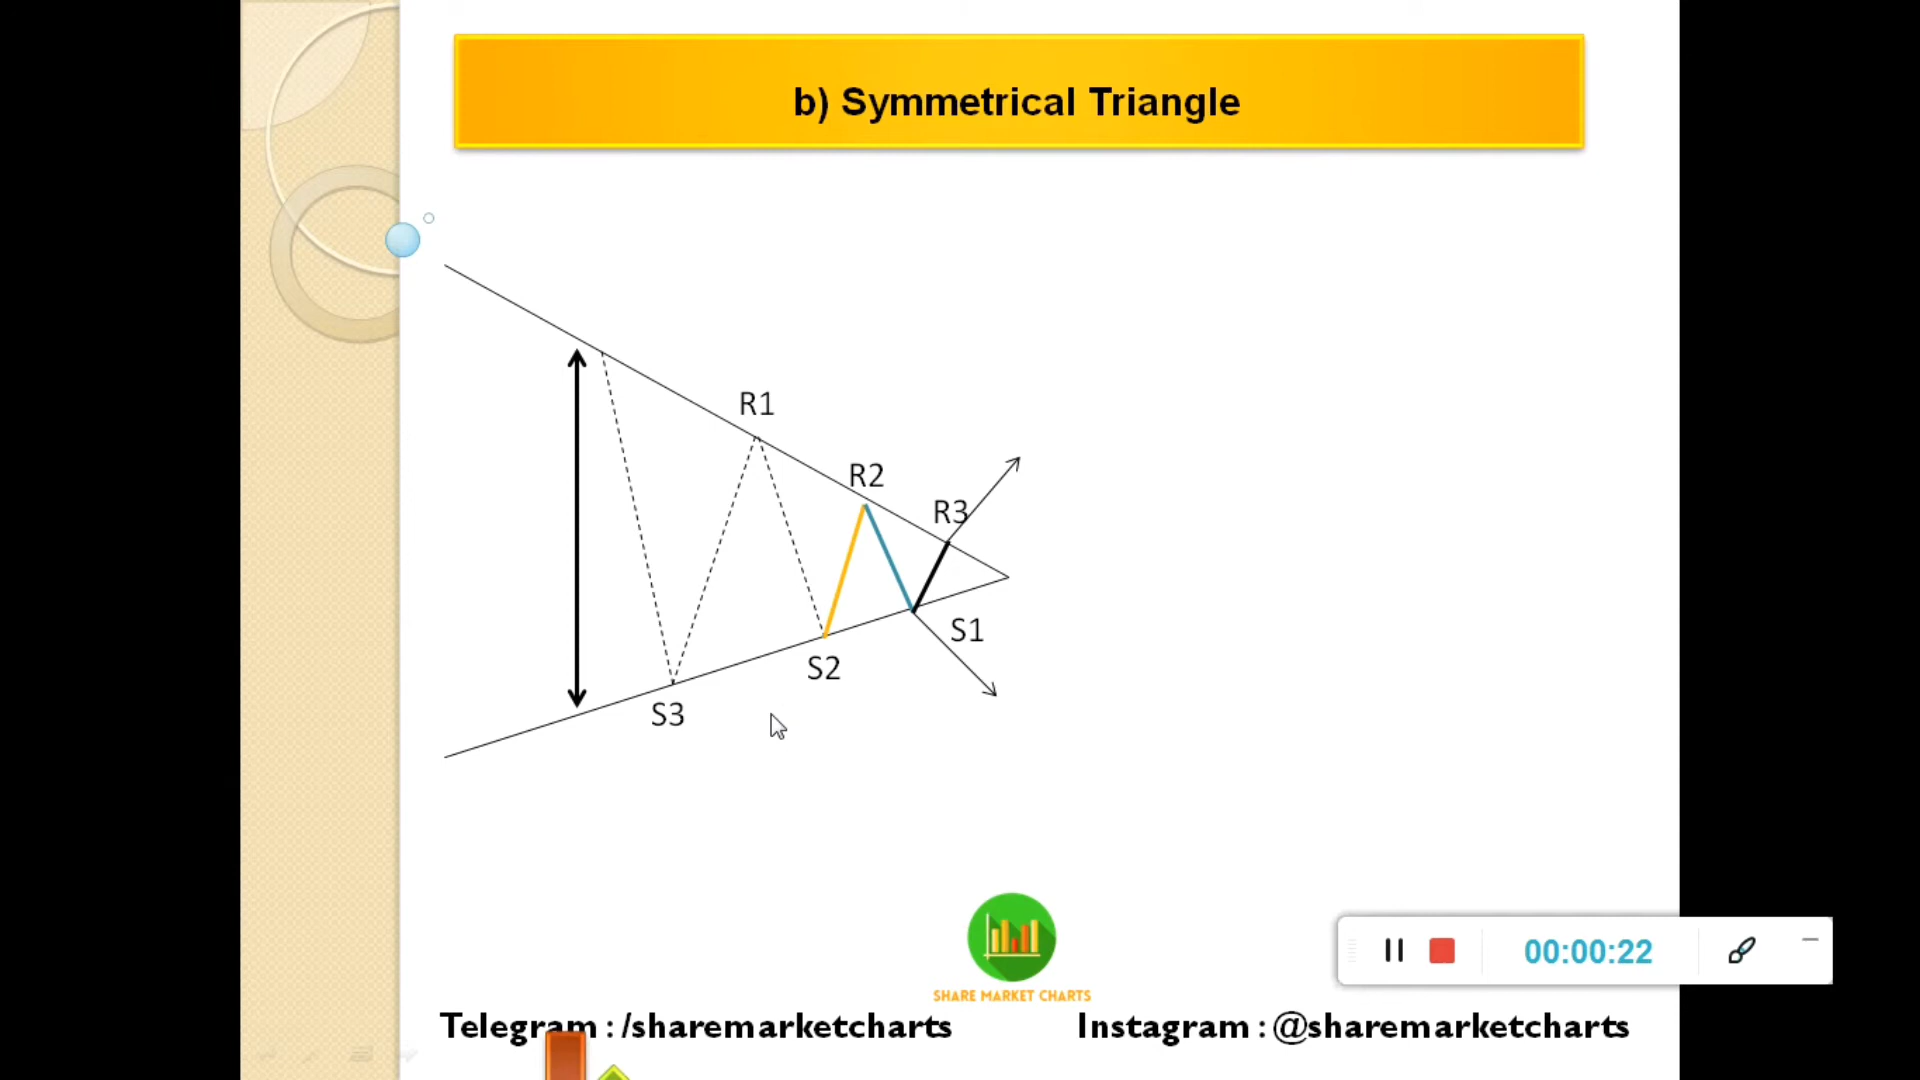 b) Symmetrical Triangle
R1
R2
R3
S1
S2
S3
SHARE MARKET CHARTS
00:00:22
Telegram : /sharemarketcharts
Instagram : @sharemarketcharts